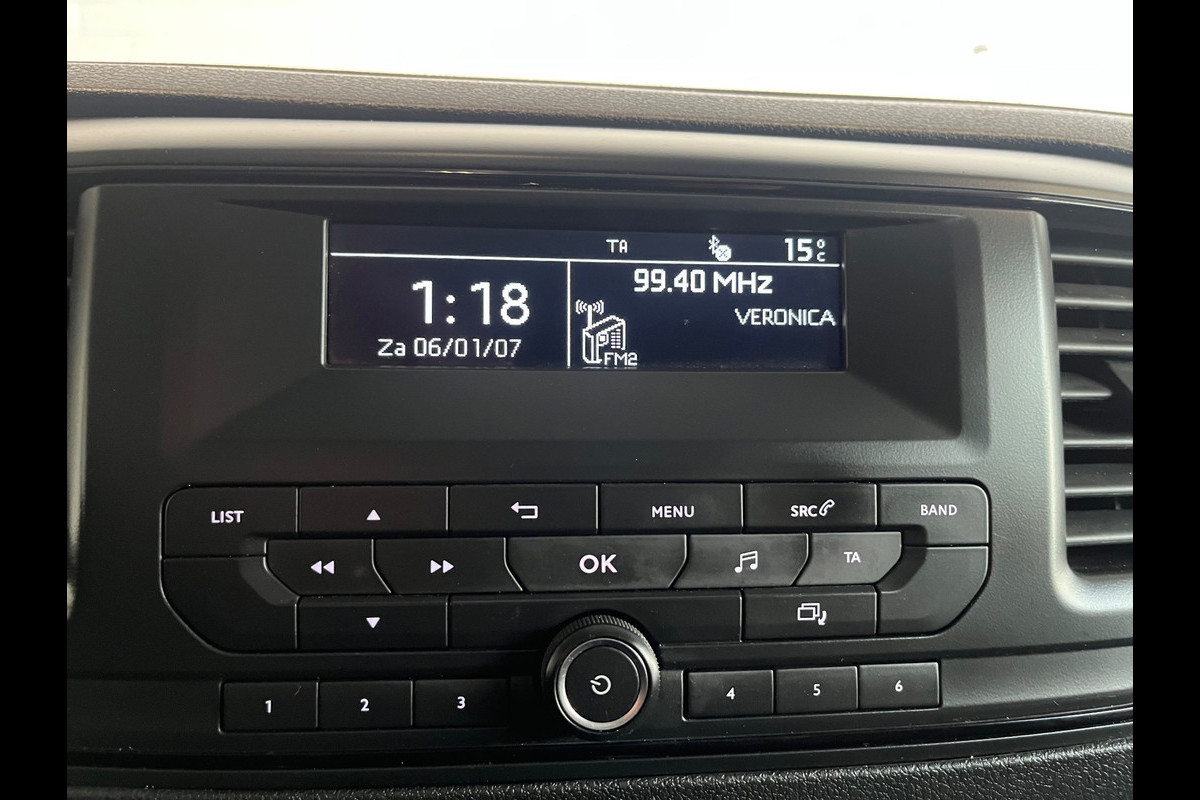 TA 15°C
99.40 MHz
1:18
VERONICA
Za 06/01/07
FM2
LIST
MENU
SRC
BAND
OK
TA
1 2 3 4 5 6